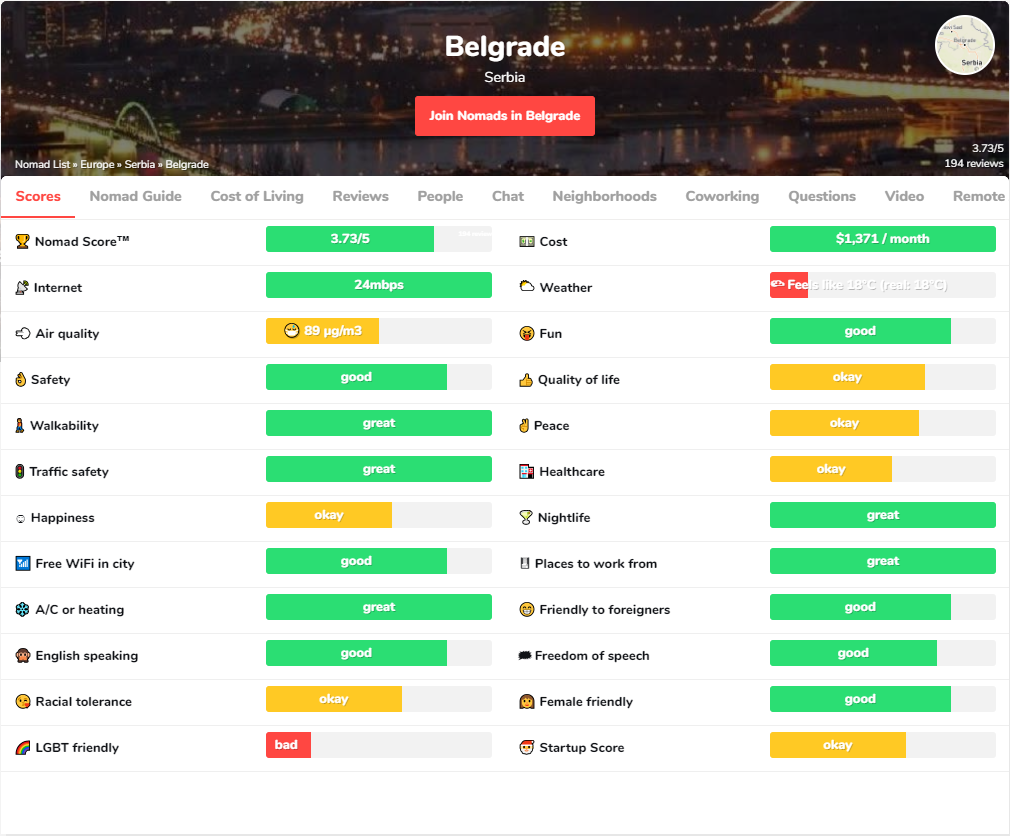 Belgrade
Serbia
Join Nomads in Belgrade
Belgrade
Serbia
3.73/5
194 reviews
Nomad List » Europe » Serbia » Belgrade
Scores Nomad Guide Cost of Living Reviews People Chat Neighborhoods Coworking Questions Video Remote
🏆 Nomad Score™ 3.73/5
💵 Cost $1,371 / month
📡 Internet 24mbps
🌥 Weather Feels like 18°C (real: 18°C)
Air quality 😷 89 µg/m3
😝 Fun good
👌 Safety good
👍 Quality of life okay
🚶 Walkability great
✌ Peace okay
🚦 Traffic safety great
🏥 Healthcare okay
☺ Happiness okay
🍸 Nightlife great
📶 Free WiFi in city good
Places to work from great
❄ A/C or heating great
😁 Friendly to foreigners good
🙊 English speaking good
Freedom of speech good
Racial tolerance okay
👩 Female friendly good
🌈 LGBT friendly bad
Startup Score okay